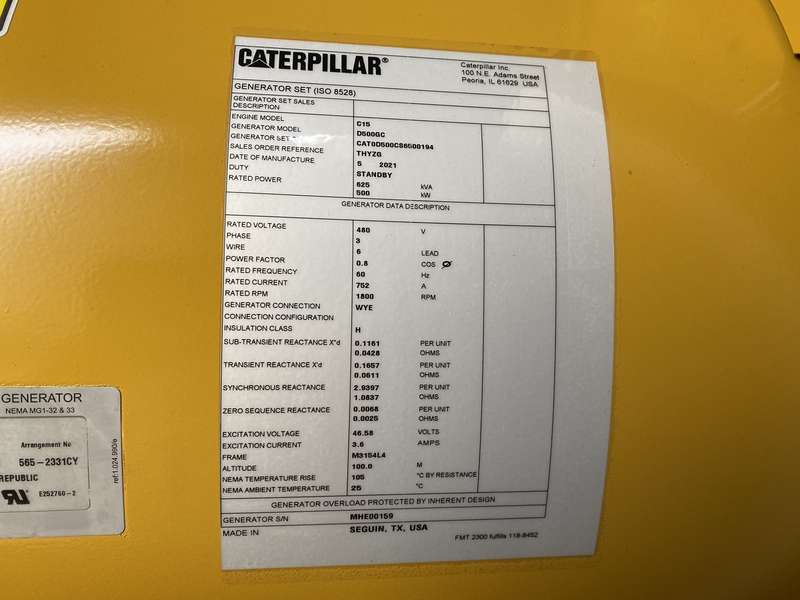 CATERPILLAR®
Caterpillar Inc.
100 N.E. Adams Street
Peoria, IL 61629 USA
GENERATOR SET (ISO 8528)
GENERATOR SET SALES
DESCRIPTION
ENGINE MODEL C15
GENERATOR MODEL D500GC
GENERATOR SET CAT0D500CS6500194
SALES ORDER REFERENCE THYZG
DATE OF MANUFACTURE 5 2021
DUTY STANDBY
RATED POWER 625 kVA
500 kW
GENERATOR DATA DESCRIPTION
RATED VOLTAGE 480 V
PHASE 3
WIRE 6 LEAD
POWER FACTOR 0.8 COS Ø
RATED FREQUENCY 60 Hz
RATED CURRENT 752 A
RATED RPM 1800 RPM
GENERATOR CONNECTION WYE
CONNECTION CONFIGURATION
INSULATION CLASS H
SUB-TRANSIENT REACTANCE X"d 0.1161 PER UNIT
0.0428 OHMS
TRANSIENT REACTANCE X'd 0.1657 PER UNIT
0.0611 OHMS
SYNCHRONOUS REACTANCE 2.9397 PER UNIT
1.0837 OHMS
ZERO SEQUENCE REACTANCE 0.0068 PER UNIT
0.0025 OHMS
EXCITATION VOLTAGE 46.58 VOLTS
EXCITATION CURRENT 3.6 AMPS
FRAME M3154L4
ALTITUDE 100.0 M
NEMA TEMPERATURE RISE 105 °C BY RESISTANCE
NEMA AMBIENT TEMPERATURE 25 °C
GENERATOR OVERLOAD PROTECTED BY INHERENT DESIGN
GENERATOR S/N MHE00159
MADE IN SEGUIN, TX, USA
FMT 2300 fulfills 118-8452
GENERATOR
NEMA MG1-32 & 33
Arrangement No
565-2331CY
REPUBLIC
E252760-2
ref:1.024.990/e